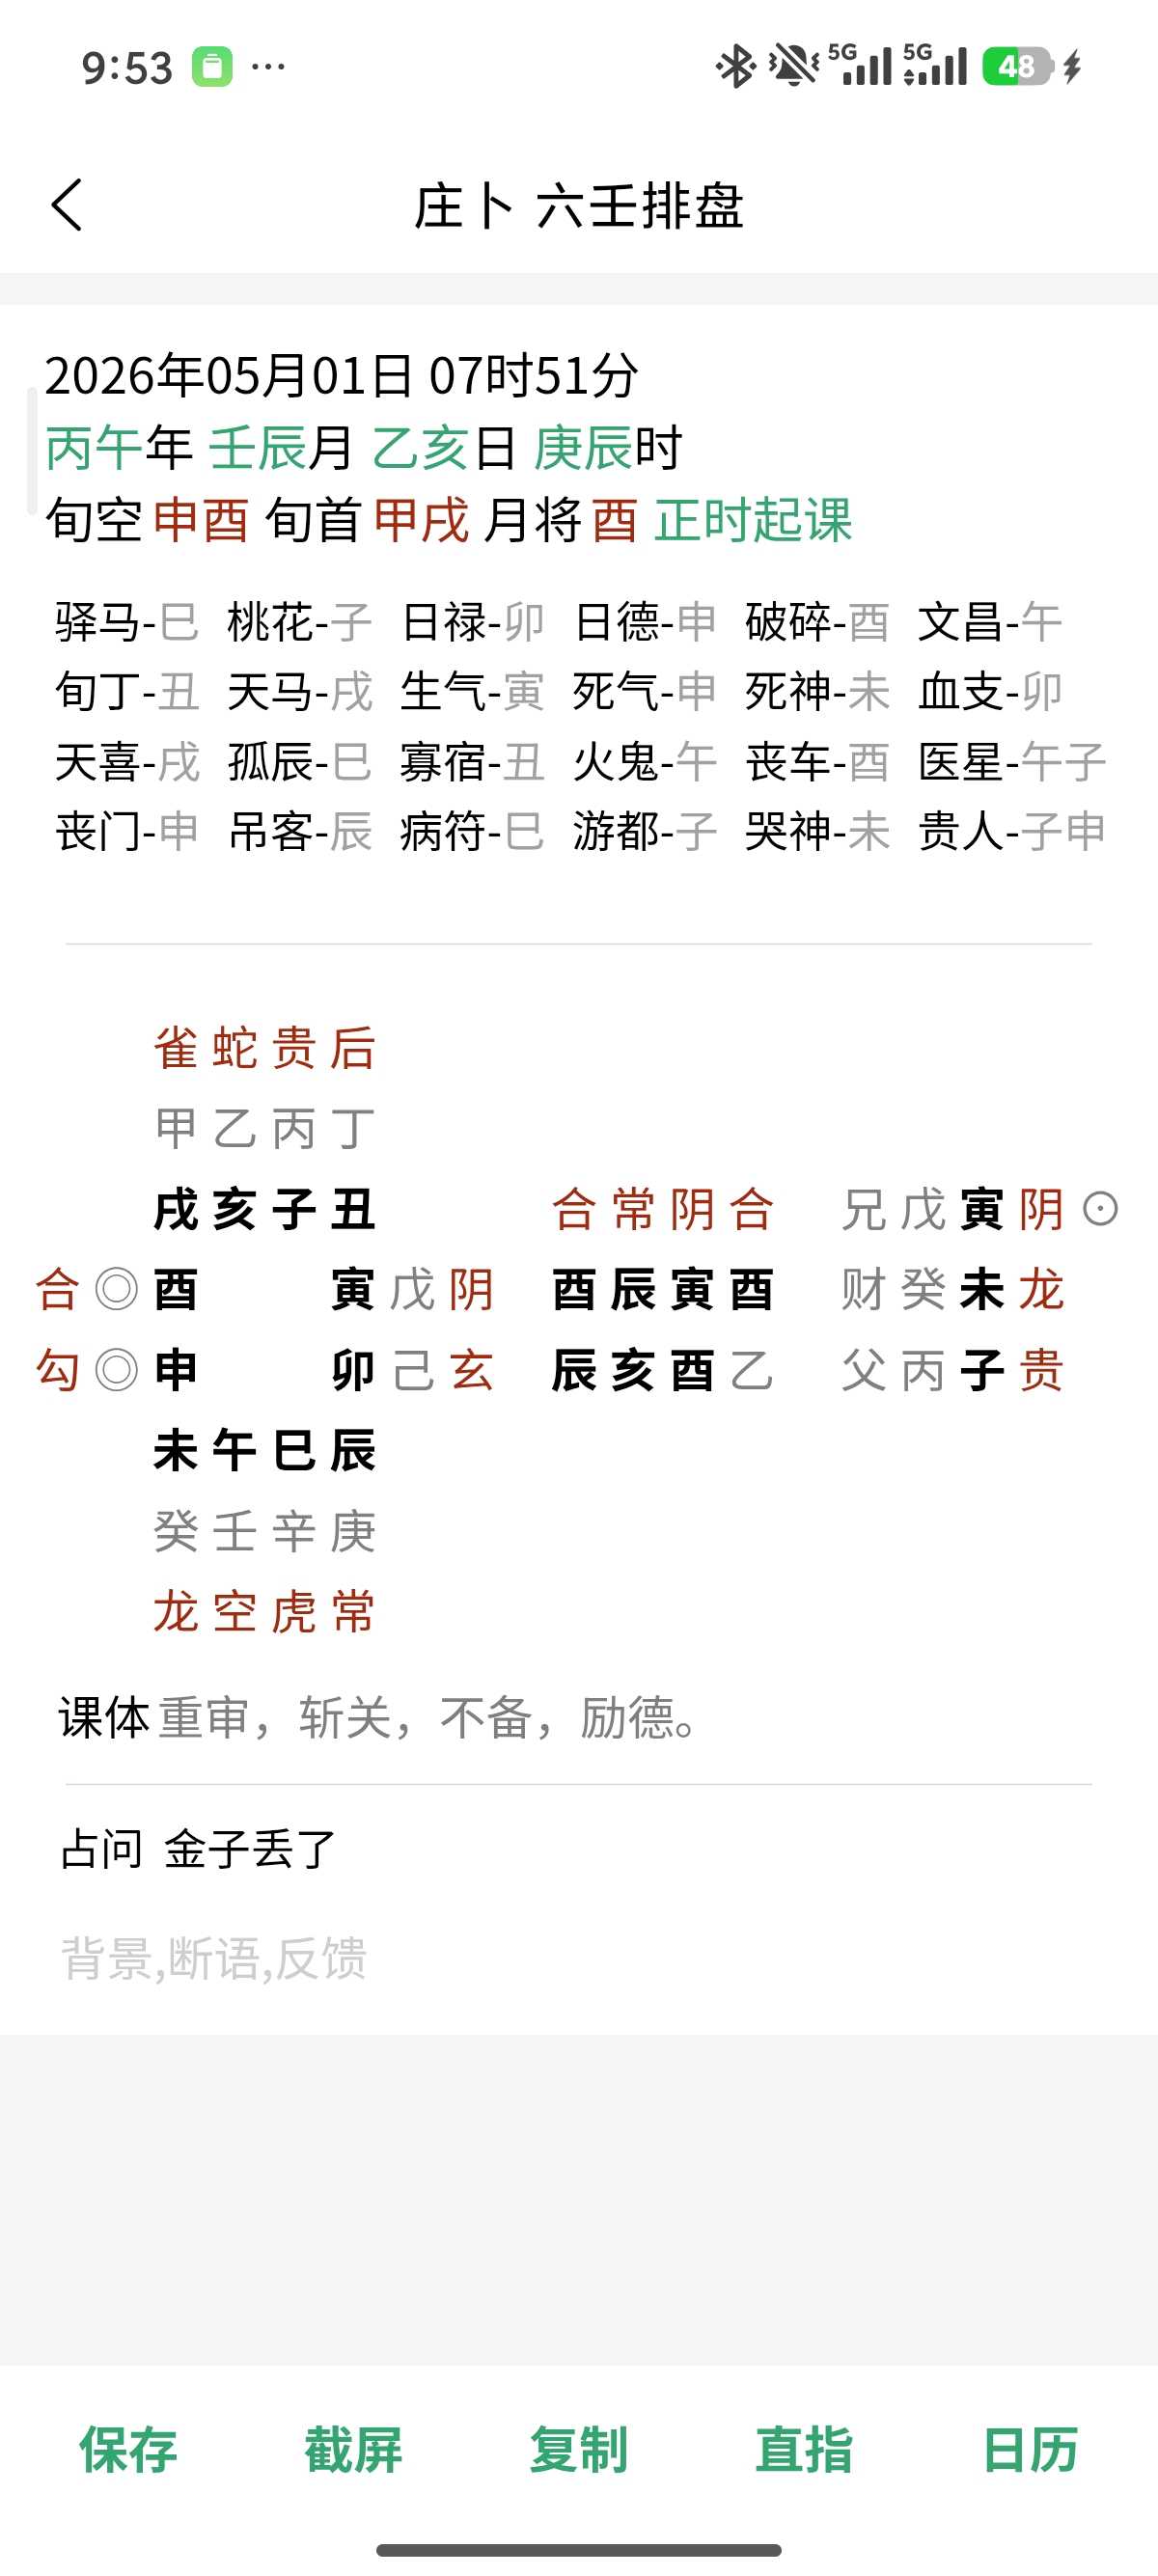 9:53 ··· 5G 5G 48
庄卜 六壬排盘
2026年05月01日 07时51分
丙午年 壬辰月 乙亥日 庚辰时
旬空 申酉 旬首 甲戌 月将 酉 正时起课
驿马-巳 桃花-子 日禄-卯 日德-申 破碎-酉 文昌-午
旬丁-丑 天马-戌 生气-寅 死气-申 死神-未 血支-卯
天喜-戌 孤辰-巳 寡宿-丑 火鬼-午 丧车-酉 医星-午子
丧门-申 吊客-辰 病符-巳 游都-子 哭神-未 贵人-子申
雀 蛇 贵 后
甲 乙 丙 丁
戌 亥 子 丑 合 常 阴 合 兄 戊 寅 阴 ⊙
合 ◎ 酉 寅 戊 阴 酉 辰 寅 酉 财 癸 未 龙
勾 ◎ 申 卯 己 玄 辰 亥 酉 乙 父 丙 子 贵
未 午 巳 辰
癸 壬 辛 庚
龙 空 虎 常
课体 重审，斩关，不备，励德。
占问 金子丢了
背景,断语,反馈
保存 截屏 复制 直指 日历